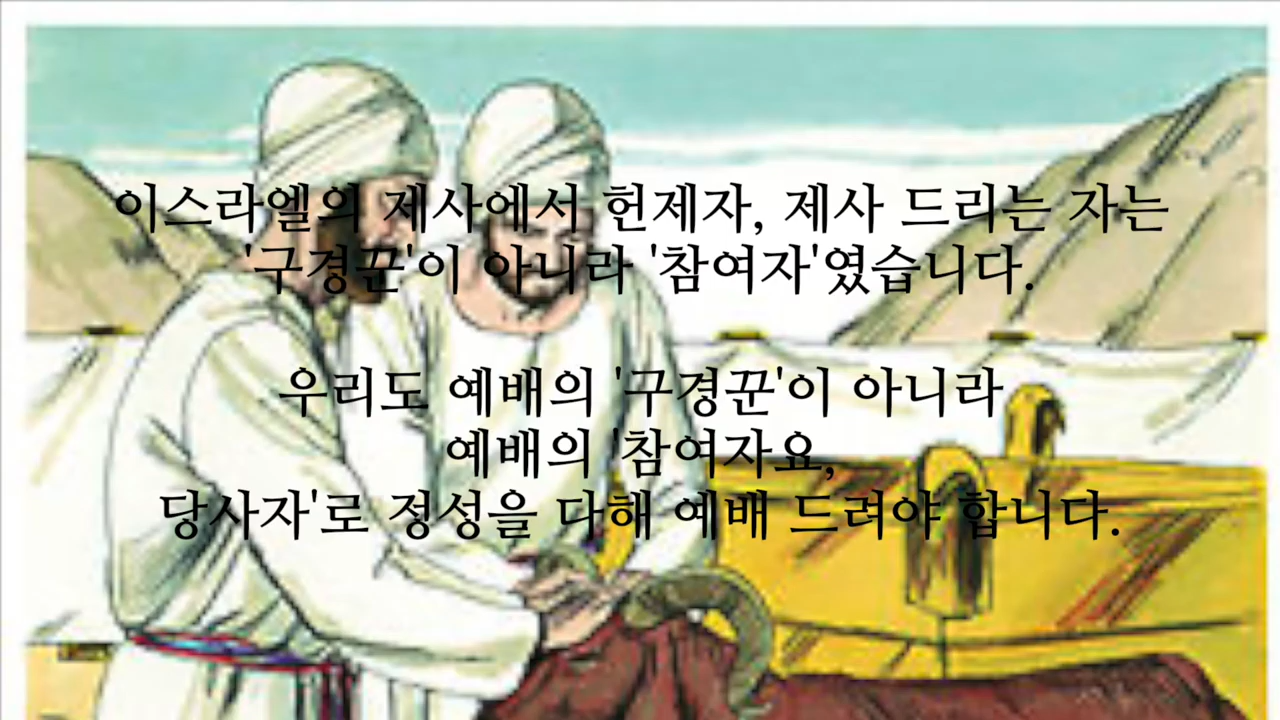 이스라엘의 제사에서 헌제자, 제사 드리는 자는
'구경꾼'이 아니라 '참여자'였습니다.
우리도 예배의 '구경꾼'이 아니라
예배의 '참여자요,
당사자'로 정성을 다해 예배 드려야 합니다.